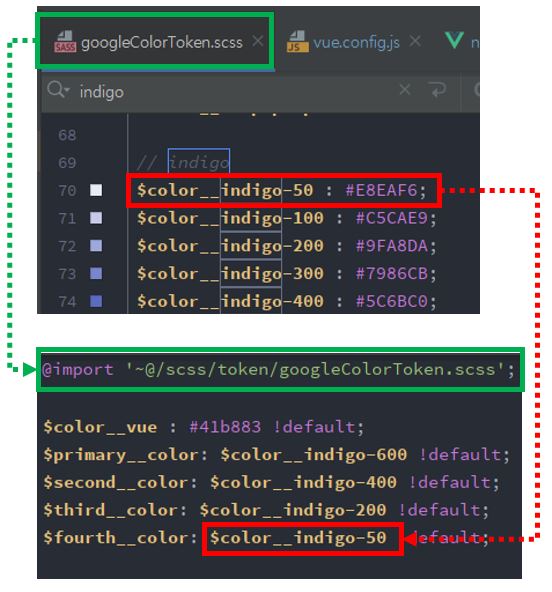 SASS googleColorToken.scss × JS vue.config.js × n
indigo
68
69 // indigo
70 $color__indigo-50 : #E8EAF6;
71 $color__indigo-100 : #C5CAE9;
72 $color__indigo-200 : #9FA8DA;
73 $color__indigo-300 : #7986CB;
74 $color__indigo-400 : #5C6BC0;
@import '~@/scss/token/googleColorToken.scss';
$color__vue : #41b883 !default;
$primary__color: $color__indigo-600 !default;
$second__color: $color__indigo-400 !default;
$third__color: $color__indigo-200 !default;
$fourth__color: $color__indigo-50 !default;